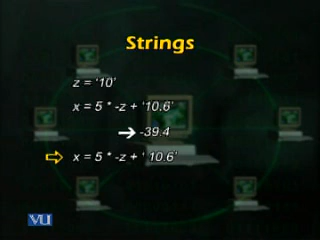 Strings
z = ‘10’
x = 5 * -z + ‘10.6’
-39.4
x = 5 * -z + ‘ 10.6’
VU